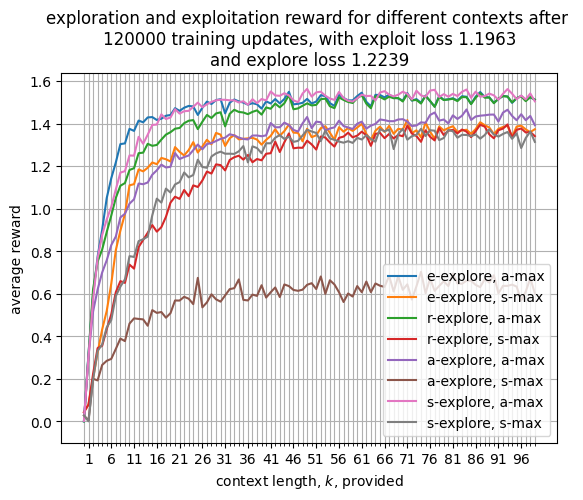 exploration and exploitation reward for different contexts after
120000 training updates, with exploit loss 1.1963
and explore loss 1.2239
1.6
1.4
1.2
1.0
0.8
0.6
0.4
0.2
0.0
average reward
e-explore, a-max
e-explore, s-max
r-explore, a-max
r-explore, s-max
a-explore, a-max
a-explore, s-max
s-explore, a-max
s-explore, s-max
1 6 11 16 21 26 31 36 41 46 51 56 61 66 71 76 81 86 91 96
context length, k, provided